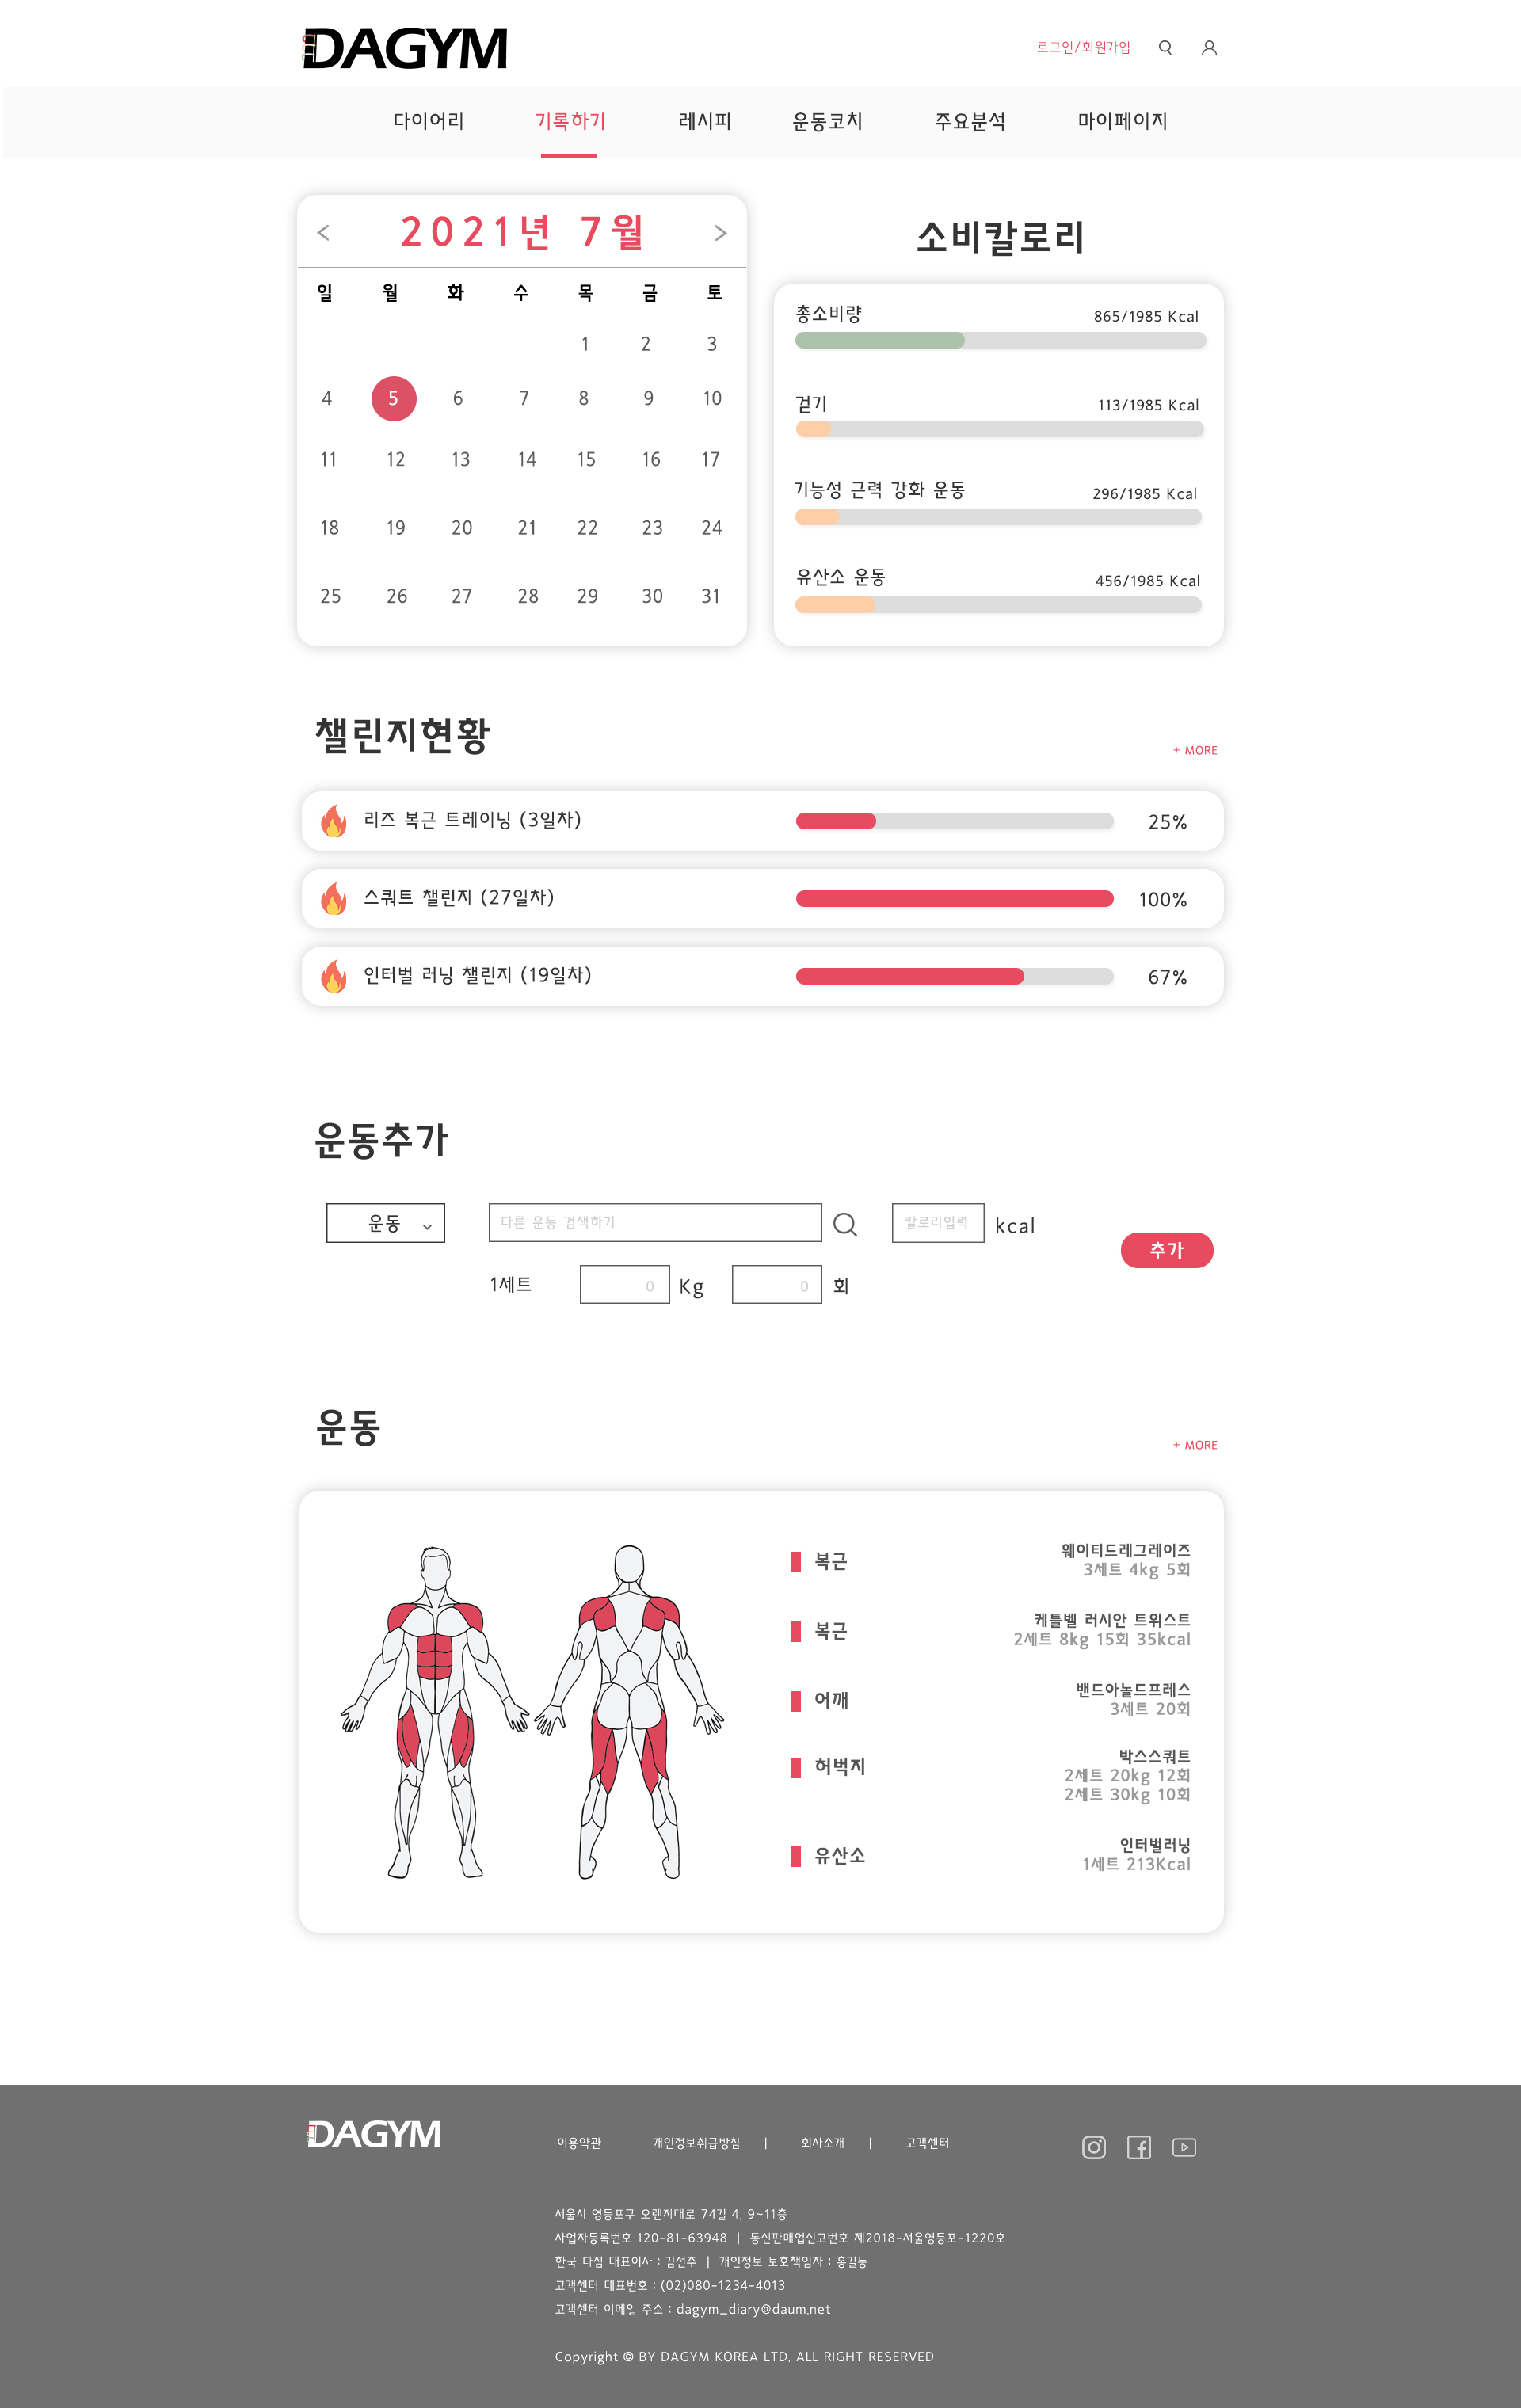 DAGYM
로그인/회원가입
다이어리 기록하기 레시피 운동코치 주요분석 마이페이지
< 2021년 7월 >
일 월 화 수 목 금 토
1 2 3
4 5 6 7 8 9 10
11 12 13 14 15 16 17
18 19 20 21 22 23 24
25 26 27 28 29 30 31
소비칼로리
총소비량 865/1985 Kcal
걷기 113/1985 Kcal
기능성 근력 강화 운동 296/1985 Kcal
유산소 운동 456/1985 Kcal
챌린지현황
+ MORE
리즈 복근 트레이닝 (3일차) 25%
스쿼트 챌린지 (27일차) 100%
인터벌 러닝 챌린지 (19일차) 67%
운동추가
운동 다른 운동 검색하기 칼로리입력 kcal
추가
1세트 0 Kg 0 회
운동
+ MORE
복근 웨이티드레그레이즈
3세트 4kg 5회
복근 케틀벨 러시안 트위스트
2세트 8kg 15회 35kcal
어깨 밴드아놀드프레스
3세트 20회
허벅지 박스스쿼트
2세트 20kg 12회
2세트 30kg 10회
유산소 인터벌러닝
1세트 213Kcal
DAGYM
이용약관 | 개인정보취급방침 | 회사소개 | 고객센터
서울시 영등포구 오렌지대로 74길 4, 9~11층
사업자등록번호 120-81-63948 | 통신판매업신고번호 제2018-서울영등포-1220호
한국 다짐 대표이사 : 김선주 | 개인정보 보호책임자 : 홍길동
고객센터 대표번호 : (02)080-1234-4013
고객센터 이메일 주소 : dagym_diary@daum.net
Copyright © BY DAGYM KOREA LTD. ALL RIGHT RESERVED